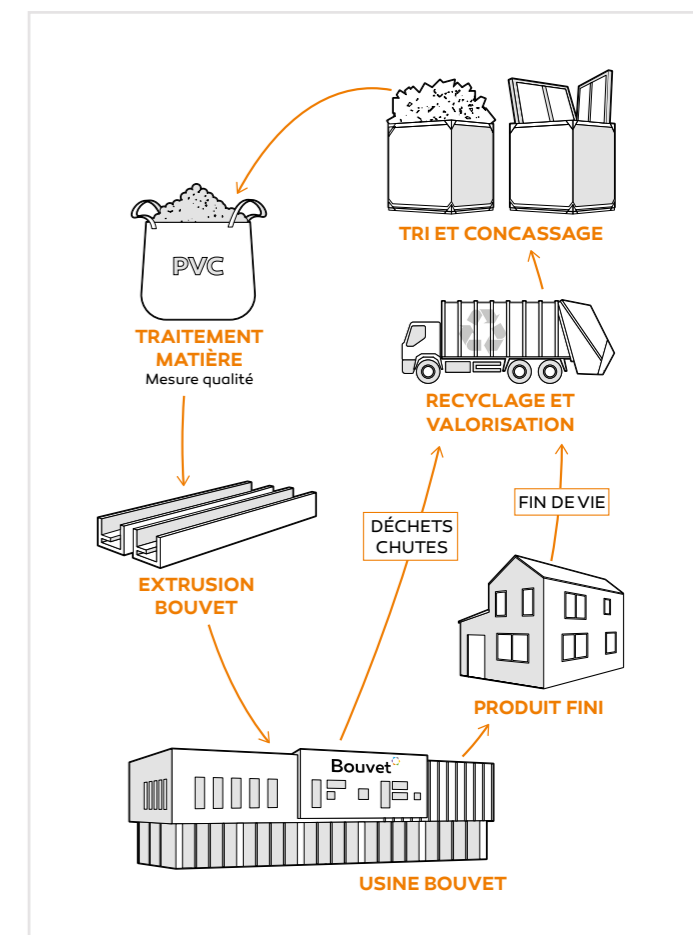 TRI ET CONCASSAGE
PVC
TRAITEMENT
MATIÈRE
Mesure qualité
RECYCLAGE ET
VALORISATION
FIN DE VIE
DÉCHETS
CHUTES
EXTRUSION
BOUVET
PRODUIT FINI
Bouvet
USINE BOUVET